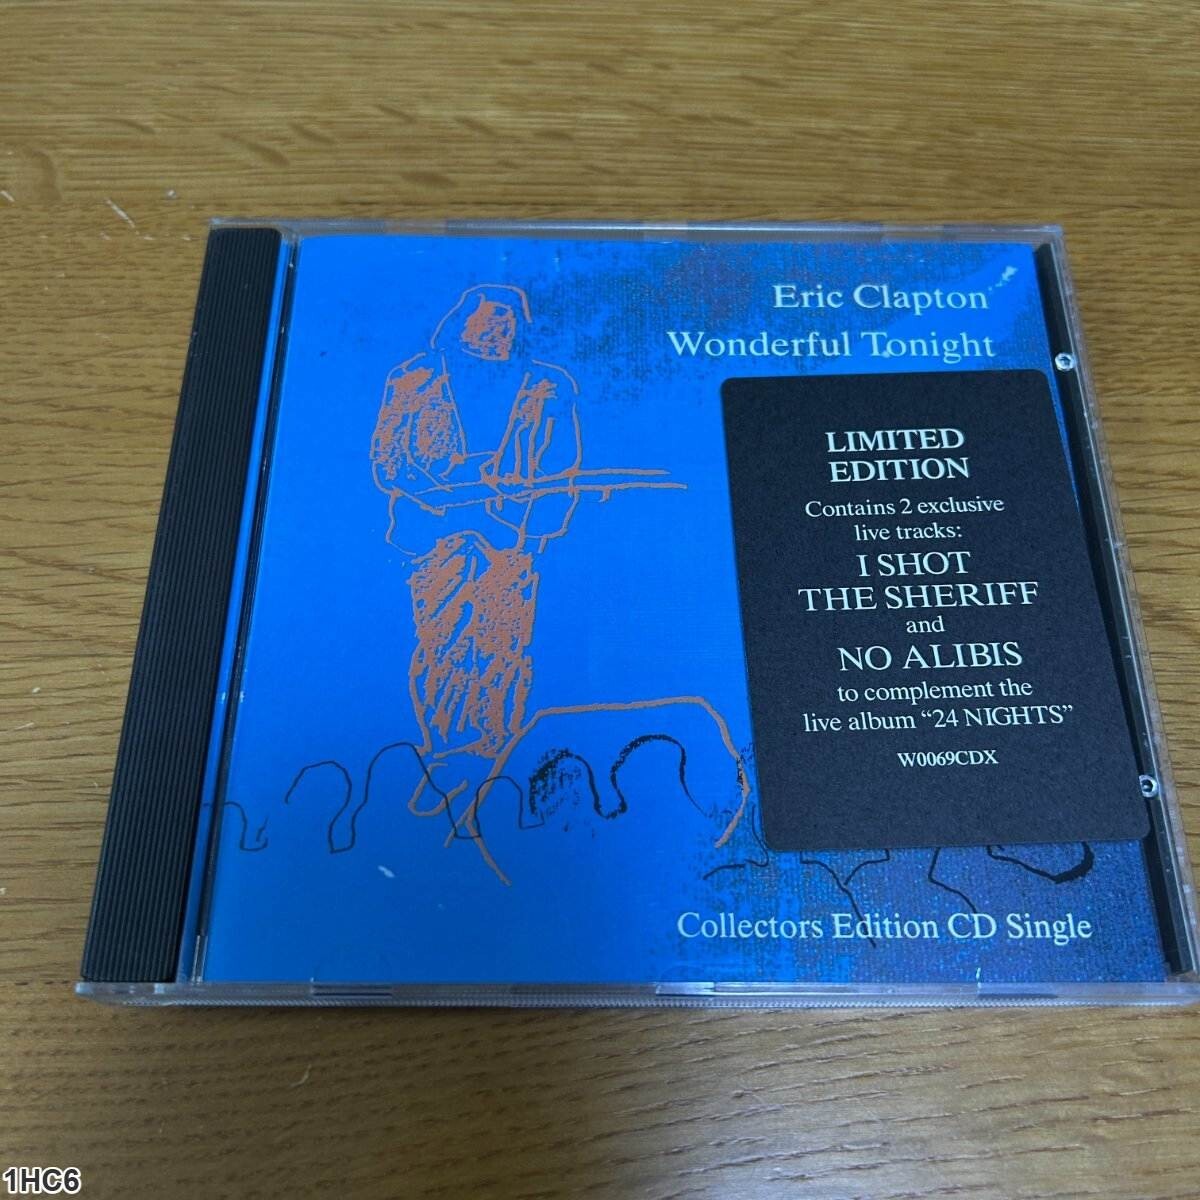 Eric Clapton
Wonderful Tonight
LIMITED
EDITION
Contains 2 exclusive
live tracks:
I SHOT
THE SHERIFF
and
NO ALIBIS
to complement the
live album "24 NIGHTS"
W0069CDX
Collectors Edition CD Single
1HC6